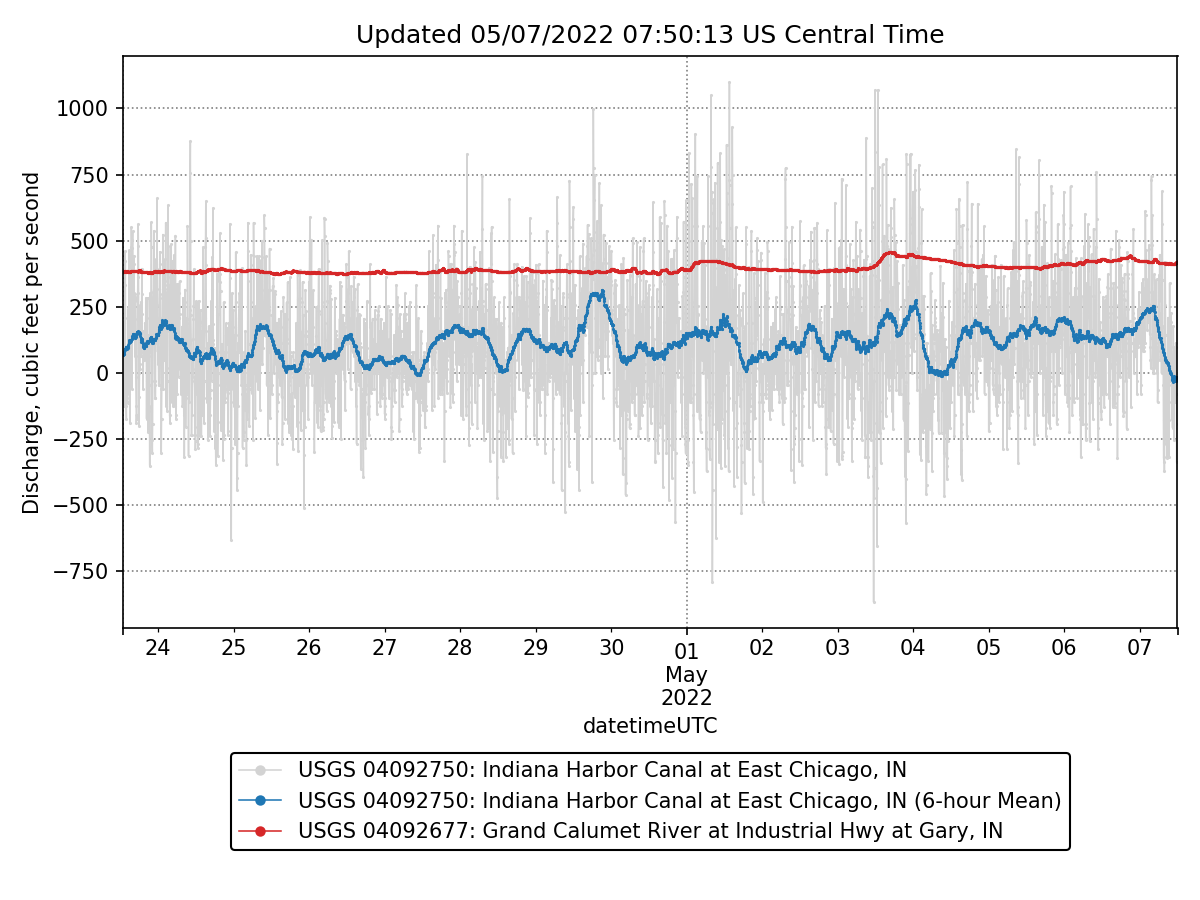 Updated 05/07/2022 07:50:13 US Central Time
Discharge, cubic feet per second
1000
750
500
250
0
−250
−500
−750
24 25 26 27 28 29 30 01 02 03 04 05 06 07
May
2022
datetimeUTC
USGS 04092750: Indiana Harbor Canal at East Chicago, IN
USGS 04092750: Indiana Harbor Canal at East Chicago, IN (6-hour Mean)
USGS 04092677: Grand Calumet River at Industrial Hwy at Gary, IN